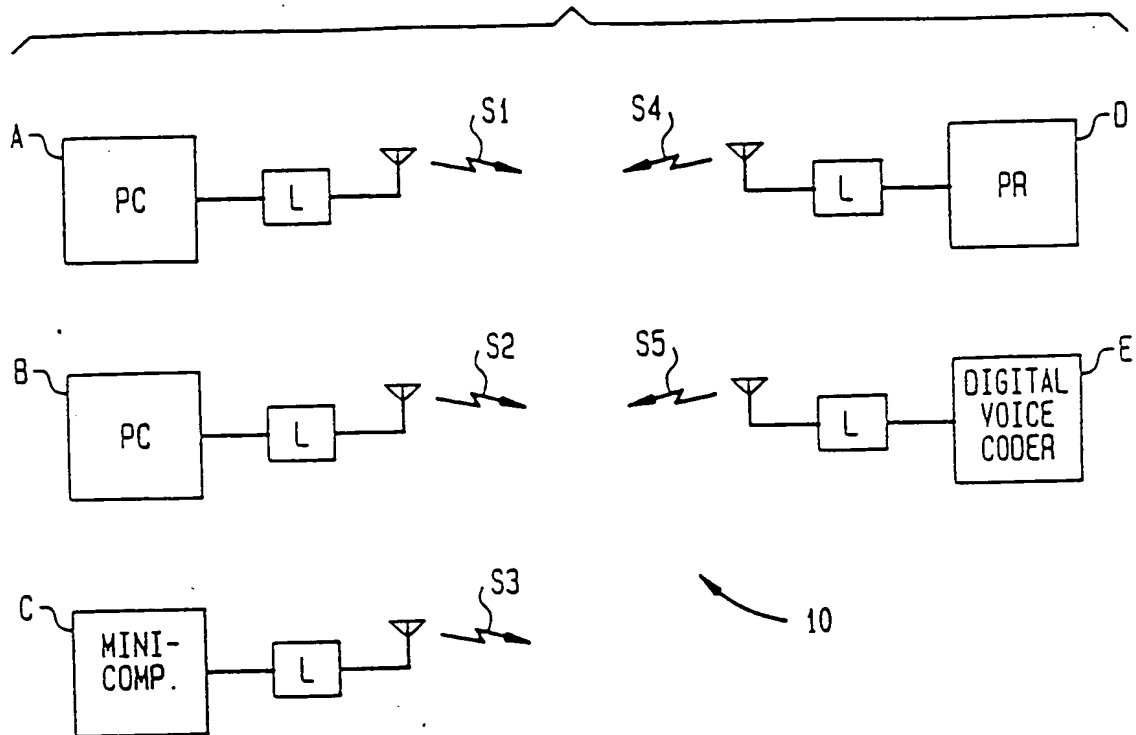 A
PC
L
S1
S4
L
PR
D
B
PC
L
S2
S5
L
DIGITAL
VOICE
CODER
E
C
MINI-
COMP.
L
S3
10